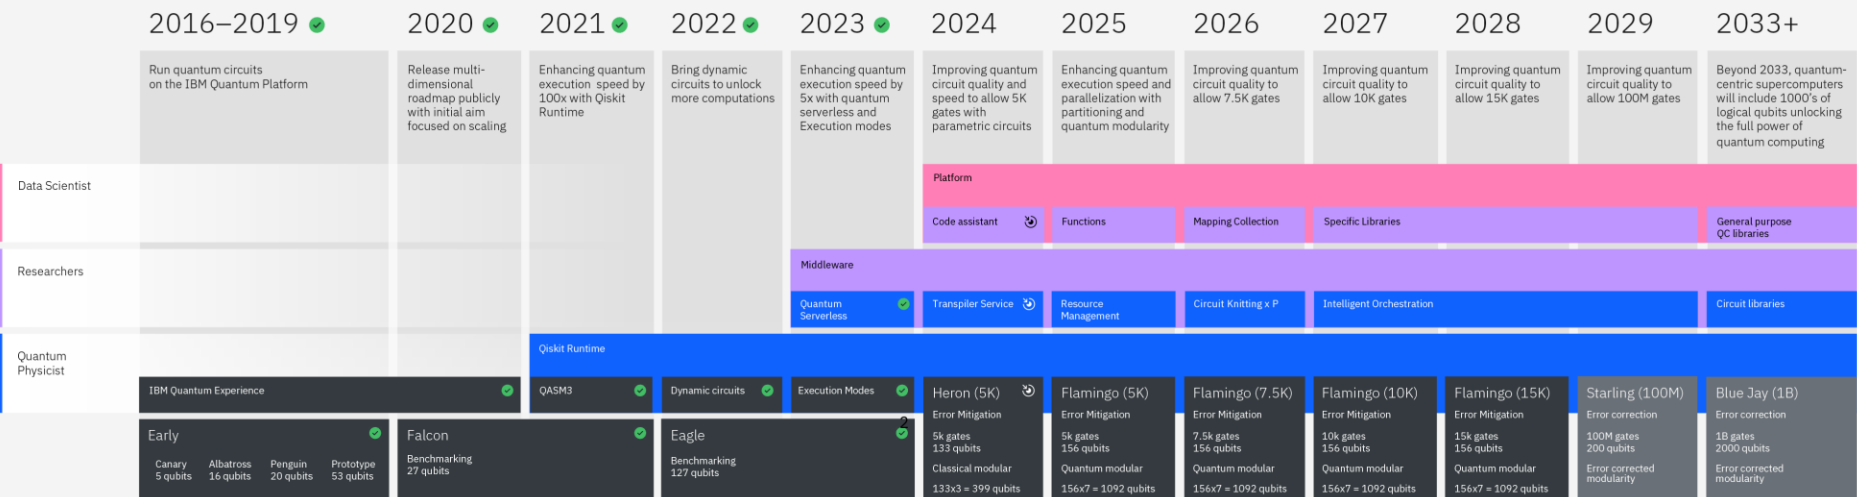 2016–2019
2020
2021
2022
2023
2024
2025
2026
2027
2028
2029
2033+
Run quantum circuits
on the IBM Quantum Platform
Release multi-
dimensional
roadmap publicly
with initial aim
focused on scaling
Enhancing quantum
execution speed by
100x with Qiskit
Runtime
Bring dynamic
circuits to unlock
more computations
Enhancing quantum
execution speed by
5x with quantum
serverless and
Execution modes
Improving quantum
circuit quality and
speed to allow 5K
gates with
parametric circuits
Enhancing quantum
execution speed and
parallelization with
partitioning and
quantum modularity
Improving quantum
circuit quality to
allow 7.5K gates
Improving quantum
circuit quality to
allow 10K gates
Improving quantum
circuit quality to
allow 15K gates
Improving quantum
circuit quality to
allow 100M gates
Beyond 2033, quantum-
centric supercomputers
will include 1000's of
logical qubits unlocking
the full power of
quantum computing
Data Scientist
Platform
Code assistant
Functions
Mapping Collection
Specific Libraries
General purpose
QC libraries
Researchers
Middleware
Quantum
Serverless
Transpiler Service
Resource
Management
Circuit Knitting x P
Intelligent Orchestration
Circuit libraries
Quantum
Physicist
Qiskit Runtime
IBM Quantum Experience
QASM3
Dynamic circuits
Execution Modes
2
Early
Canary
5 qubits
Albatross
16 qubits
Penguin
20 qubits
Prototype
53 qubits
Falcon
Benchmarking
27 qubits
Eagle
Benchmarking
127 qubits
Heron (5K)
Error Mitigation
5k gates
133 qubits
Classical modular
133x3 = 399 qubits
Flamingo (5K)
Error Mitigation
5k gates
156 qubits
Quantum modular
156x7 = 1092 qubits
Flamingo (7.5K)
Error Mitigation
7.5k gates
156 qubits
Quantum modular
156x7 = 1092 qubits
Flamingo (10K)
Error Mitigation
10k gates
156 qubits
Quantum modular
156x7 = 1092 qubits
Flamingo (15K)
Error Mitigation
15k gates
156 qubits
Quantum modular
156x7 = 1092 qubits
Starling (100M)
Error correction
100M gates
200 qubits
Error corrected
modularity
Blue Jay (1B)
Error correction
1B gates
2000 qubits
Error corrected
modularity